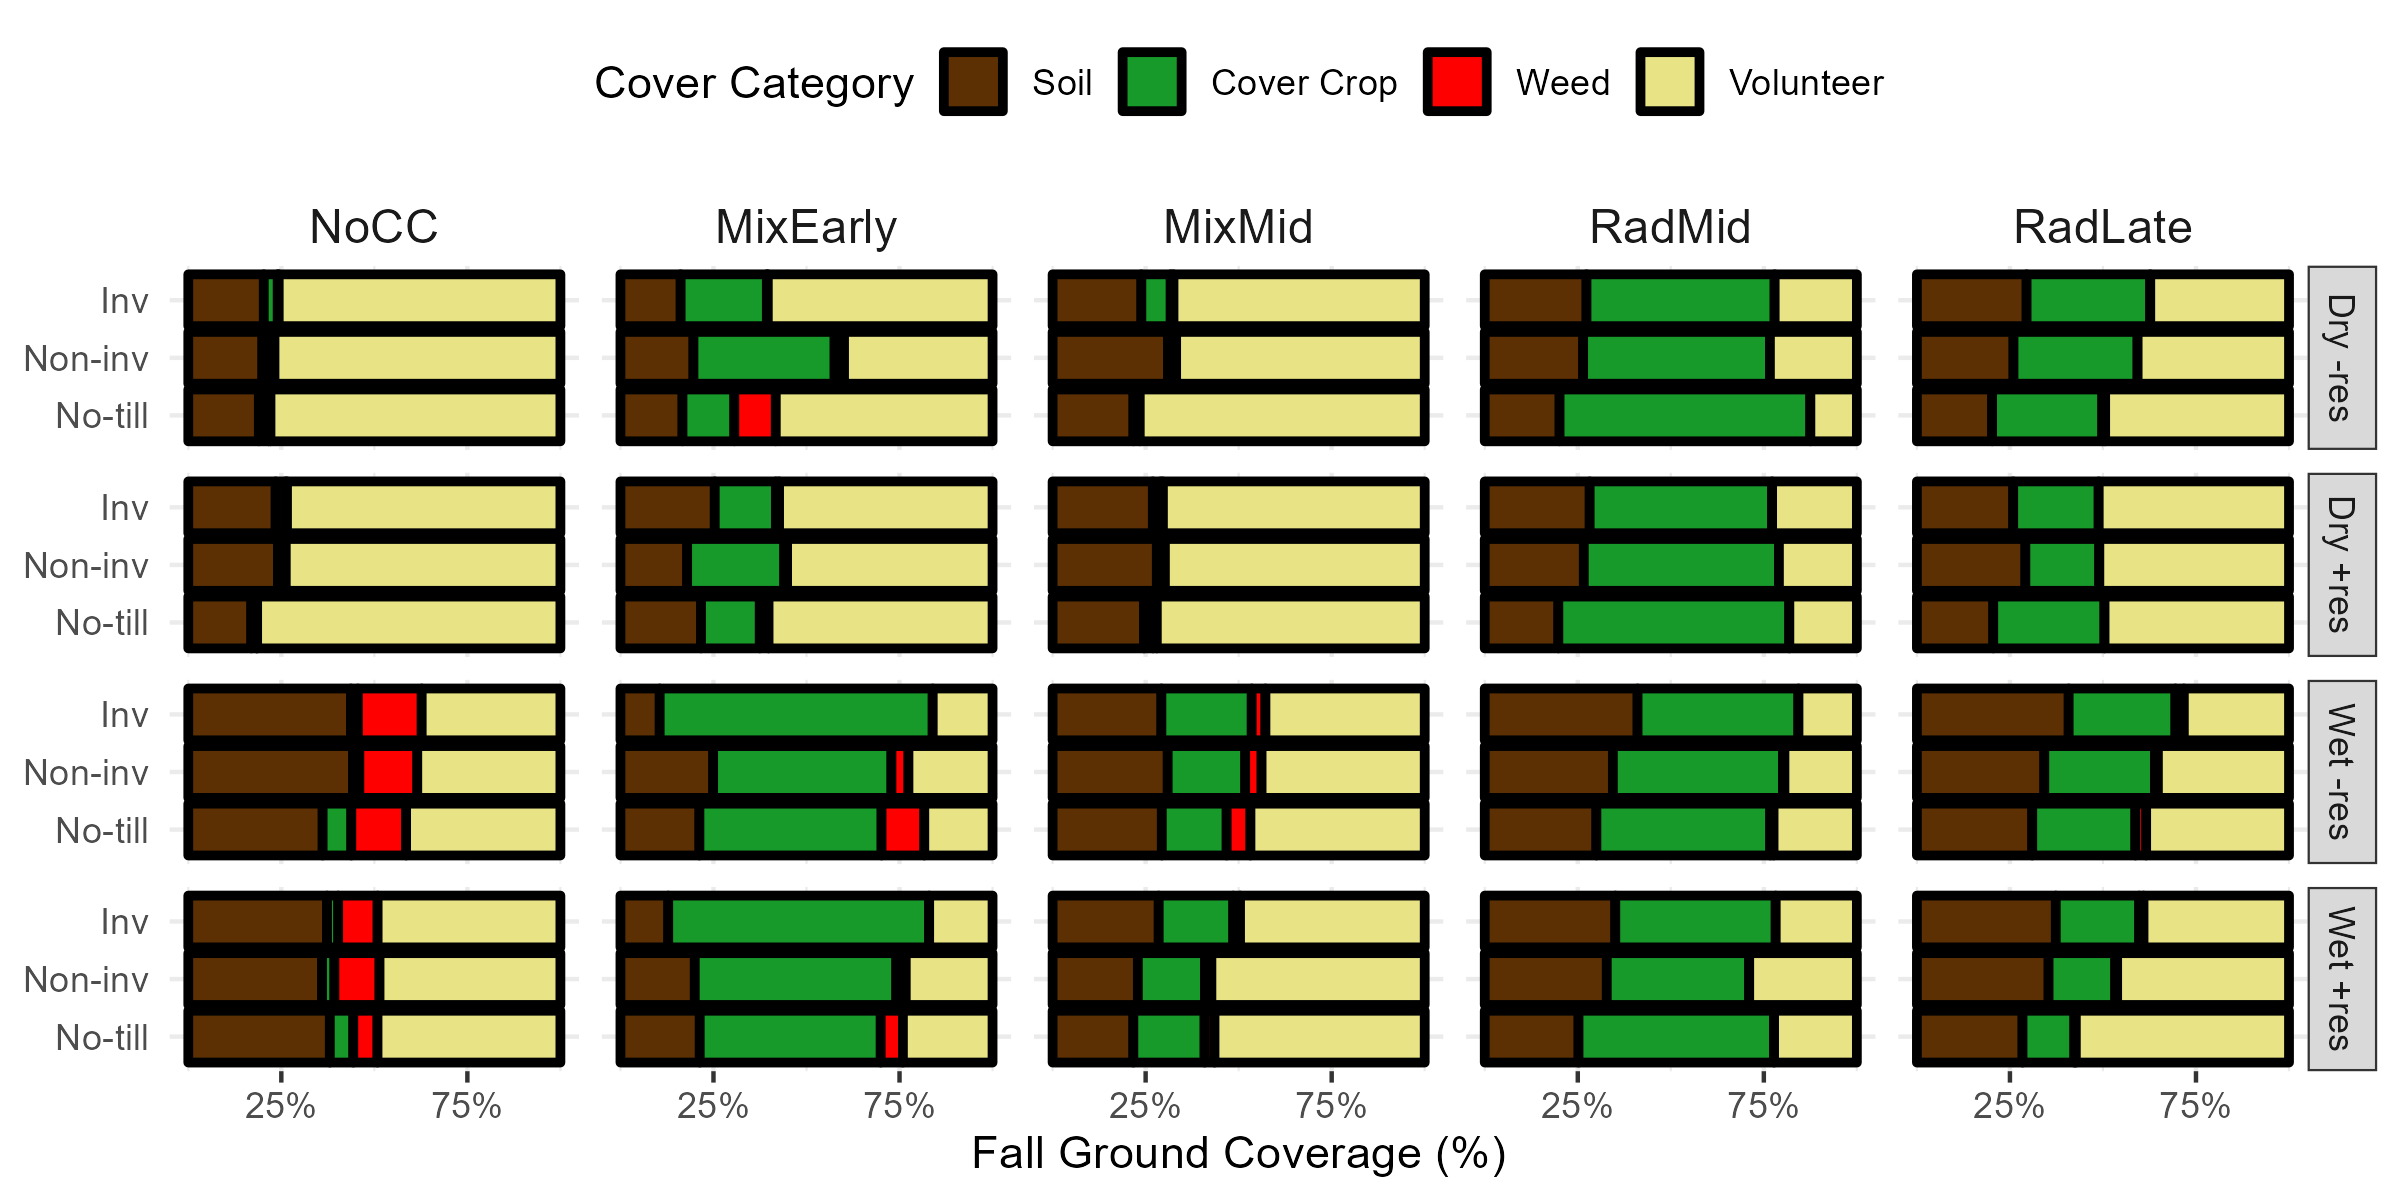 Cover Category Soil Cover Crop Weed Volunteer
NoCC MixEarly MixMid RadMid RadLate
Inv
Non-inv
No-till
Dry -res
Inv
Non-inv
No-till
Dry +res
Inv
Non-inv
No-till
Wet -res
Inv
Non-inv
No-till
Wet +res
25% 75% 25% 75% 25% 75% 25% 75% 25% 75%
Fall Ground Coverage (%)